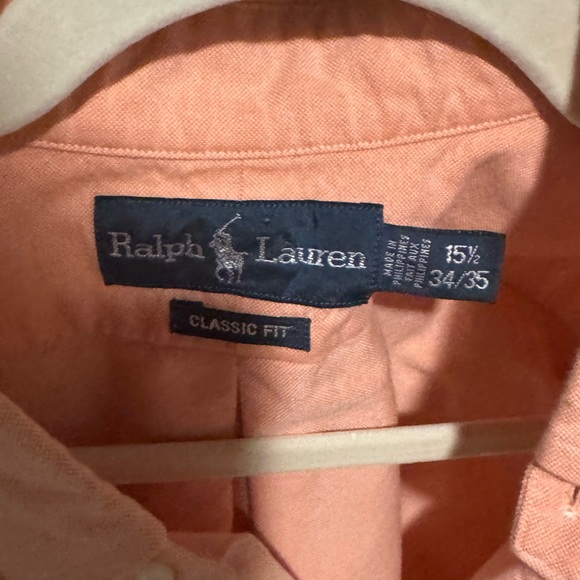 Ralph Lauren
MADE IN
PHILIPPINES
FAIT AUX
PHILIPPINES
15½
34/35
CLASSIC FIT